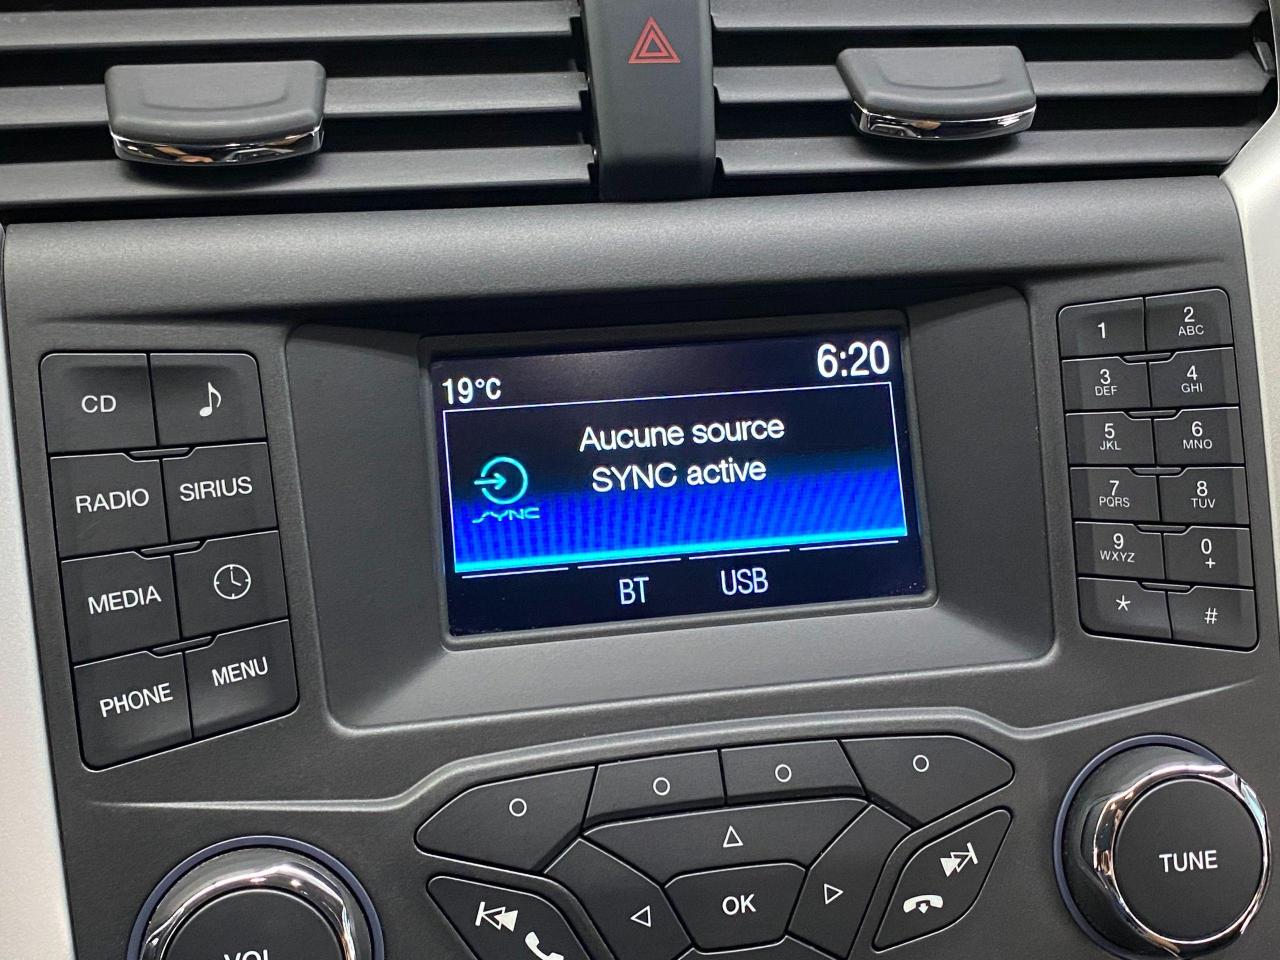 19°C
6:20
Aucune source
SYNC active
SYNC
BT USB
CD
RADIO SIRIUS
MEDIA
PHONE MENU
1 2 ABC
3 DEF 4 GHI
5 JKL 6 MNO
7 PQRS 8 TUV
9 WXYZ 0 +
* #
OK
VOL
TUNE